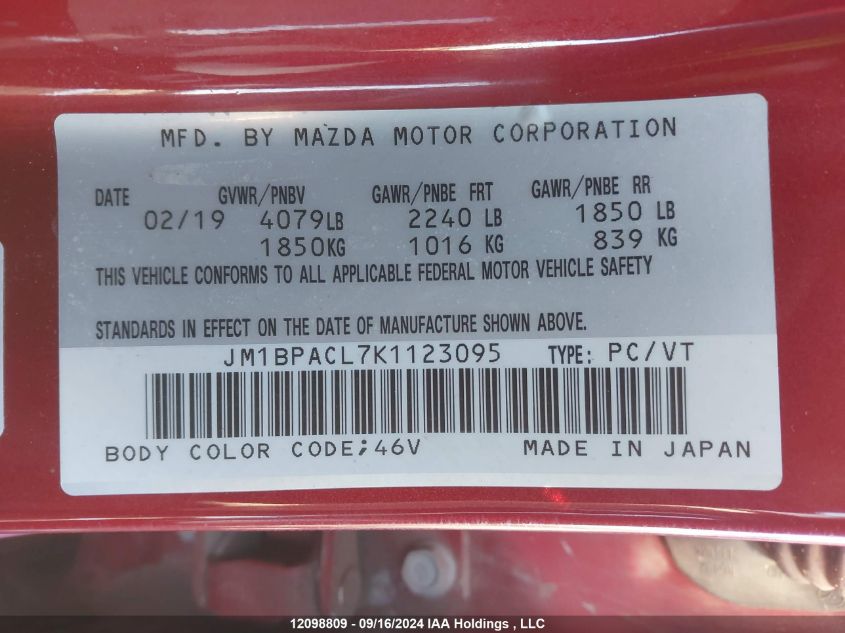 MFD. BY MAZDA MOTOR CORPORATION
DATE GVWR/PNBV GAWR/PNBE FRT GAWR/PNBE RR
02/19 4079LB 2240 LB 1850 LB
1850KG 1016 KG 839 KG
THIS VEHICLE CONFORMS TO ALL APPLICABLE FEDERAL MOTOR VEHICLE SAFETY
STANDARDS IN EFFECT ON THE DATE OF MANUFACTURE SHOWN ABOVE.
JM1BPACL7K1123095 TYPE: PC/VT
BODY COLOR CODE;46V MADE IN JAPAN
12098809 - 09/16/2024 IAA Holdings , LLC